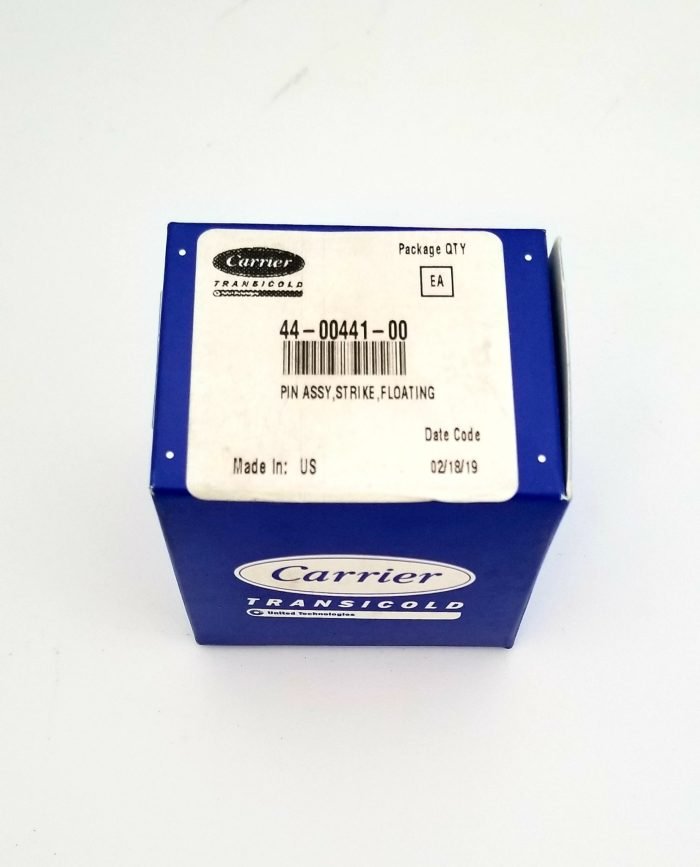 Carrier
TRANSICOLD
Package QTY
EA
44-00441-00
PIN ASSY,STRIKE,FLOATING
Date Code
Made In: US
02/18/19
Carrier
TRANSICOLD
United Technologies